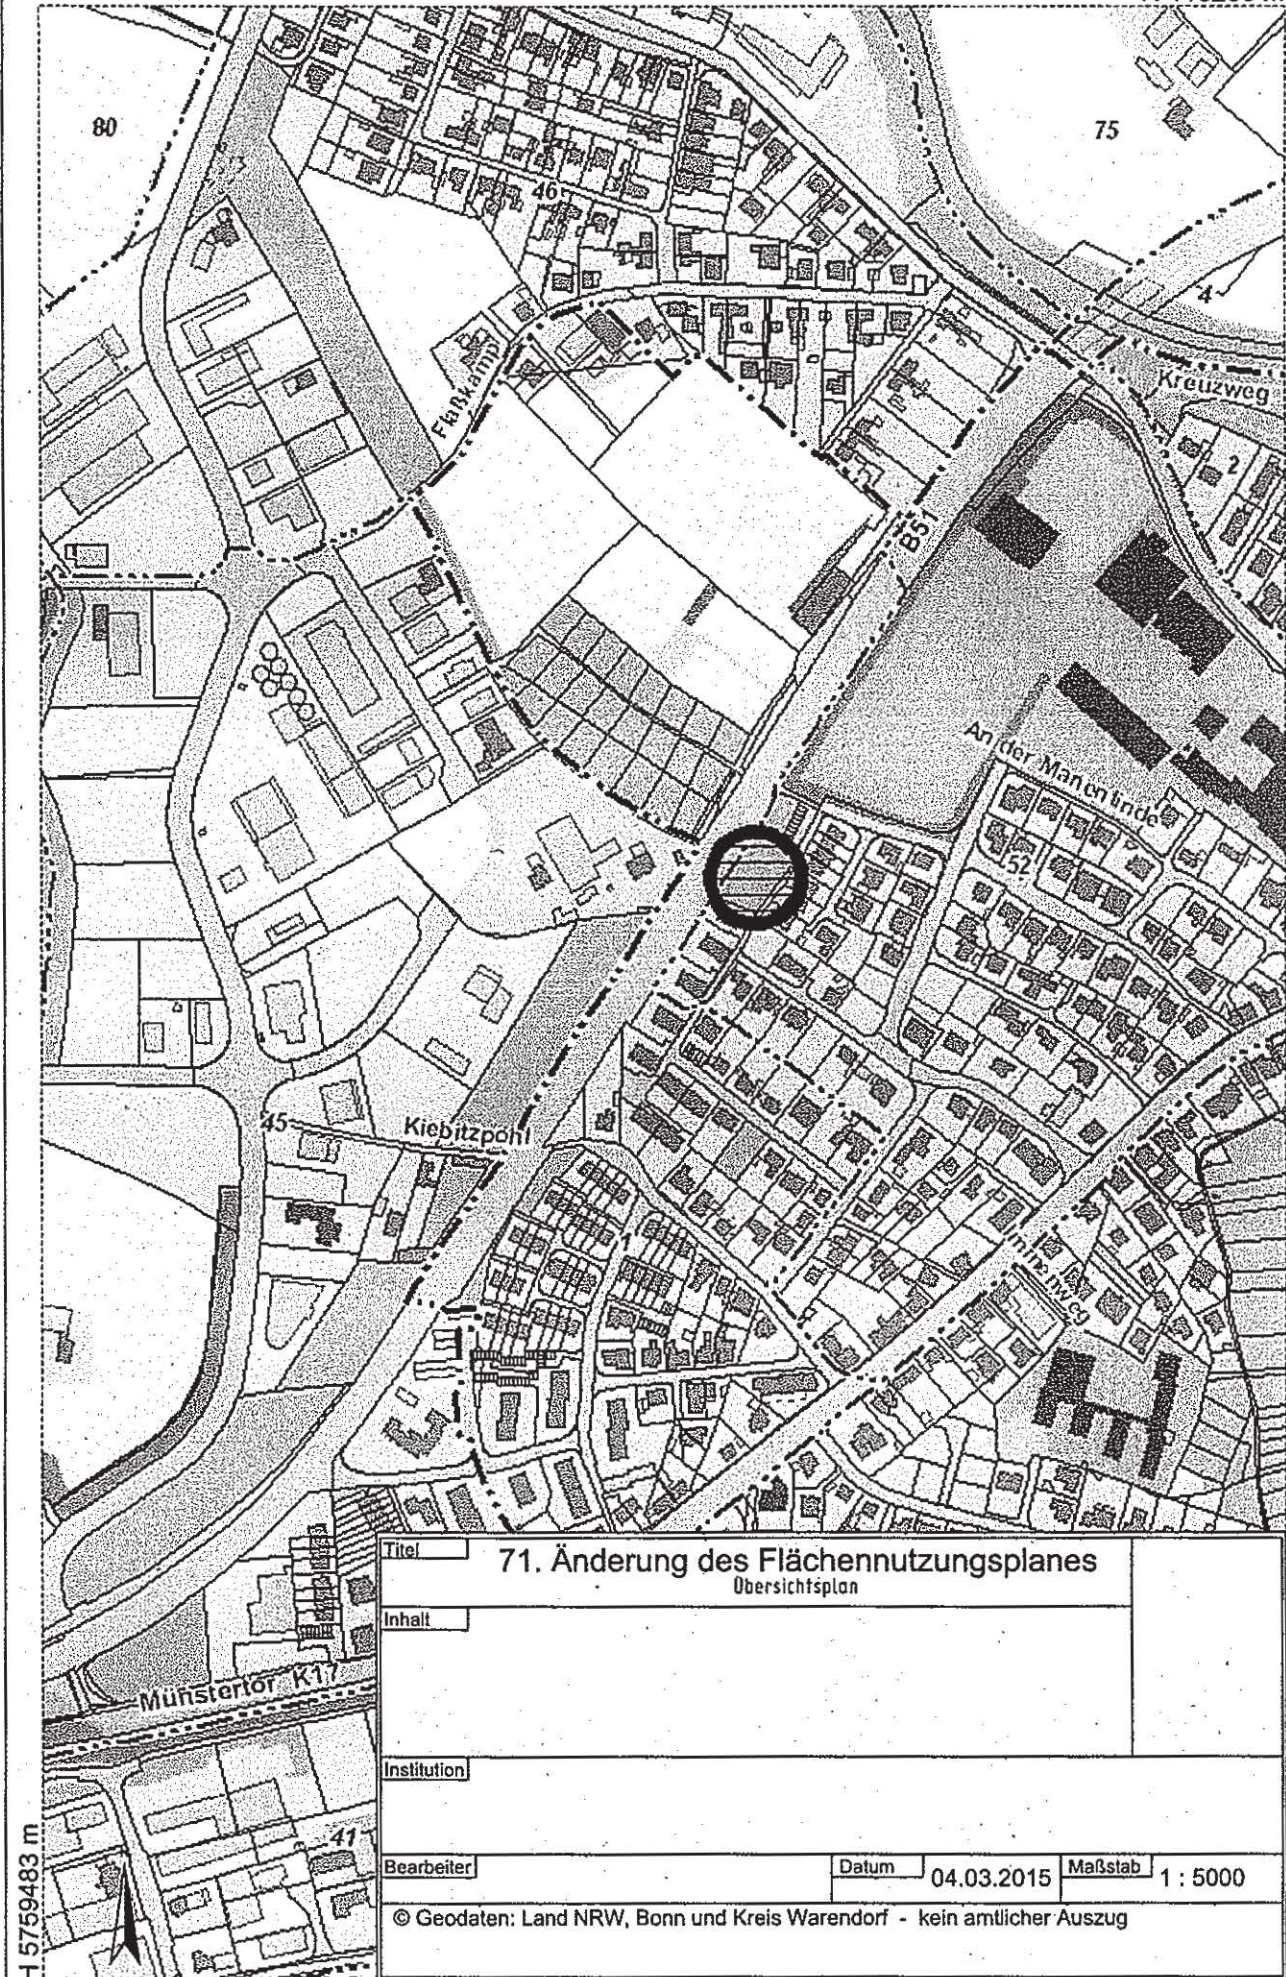 80
75
46
4
Flaßkamp
Kreuzweg
2
B51
An der Marienlinde
52
45
Kiebitzpohl
Münstertor K17
41
H 5759483 m
Titel
71. Änderung des Flächennutzungsplanes
Übersichtsplan
Inhalt
Institution
Bearbeiter
Datum
04.03.2015
Maßstab
1 : 5000
© Geodaten: Land NRW, Bonn und Kreis Warendorf - kein amtlicher Auszug